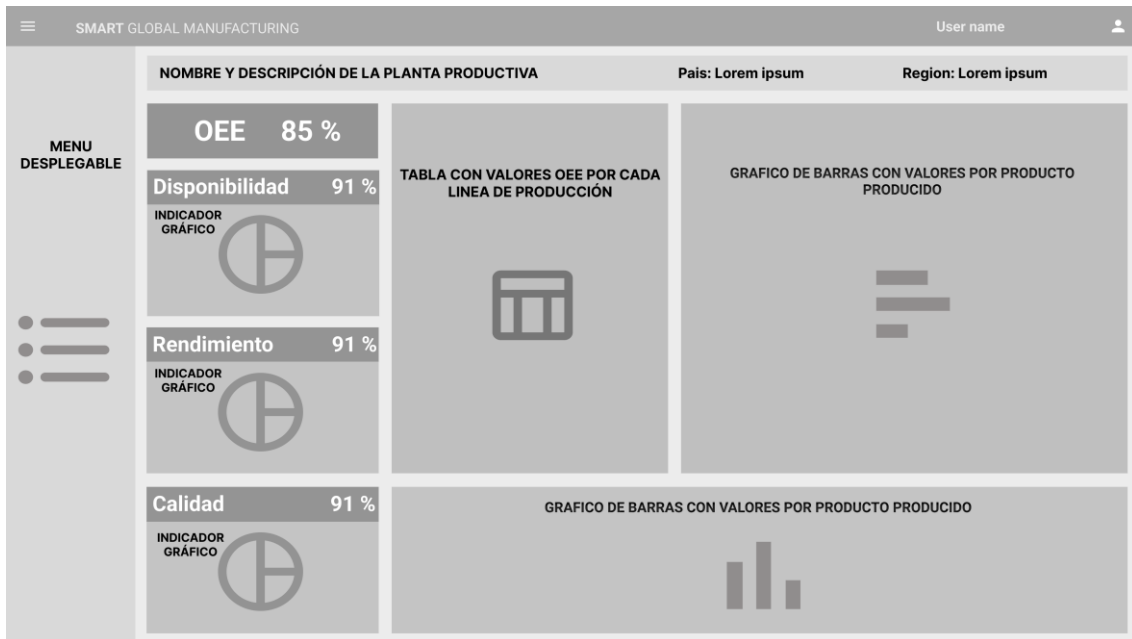 SMART GLOBAL MANUFACTURING
User name
NOMBRE Y DESCRIPCIÓN DE LA PLANTA PRODUCTIVA
Pais: Lorem ipsum
Region: Lorem ipsum
MENU
DESPLEGABLE
OEE 85 %
Disponibilidad 91 %
INDICADOR
GRÁFICO
Rendimiento 91 %
INDICADOR
GRÁFICO
Calidad 91 %
INDICADOR
GRÁFICO
TABLA CON VALORES OEE POR CADA
LINEA DE PRODUCCIÓN
GRAFICO DE BARRAS CON VALORES POR PRODUCTO
PRODUCIDO
GRAFICO DE BARRAS CON VALORES POR PRODUCTO PRODUCIDO